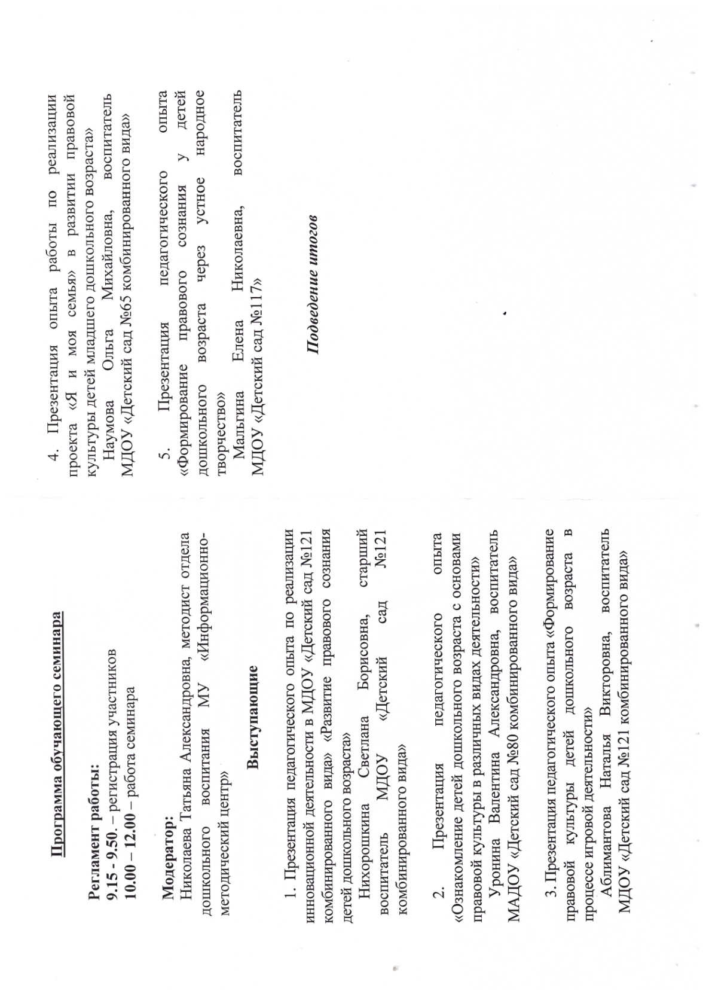 Программа обучающего семинара
Регламент работы:
9.15 - 9.50. – регистрация участников
10.00 – 12.00 – работа семинара
Модератор:
Николаева Татьяна Александровна, методист отдела
дошкольного воспитания МУ «Информационно-
методический центр»
Выступающие
1. Презентация педагогического опыта по реализации
инновационной деятельности в МДОУ «Детский сад №121
комбинированного вида» «Развитие правового сознания
детей дошкольного возраста»
Нихорошкина Светлана Борисовна, старший
воспитатель МДОУ «Детский сад №121
комбинированного вида»
2. Презентация педагогического опыта
«Ознакомление детей дошкольного возраста с основами
правовой культуры в различных видах деятельности»
Уронина Валентина Александровна, воспитатель
МАДОУ «Детский сад №80 комбинированного вида»
3. Презентация педагогического опыта «Формирование
правовой культуры детей дошкольного возраста в
процессе игровой деятельности»
Аблимантова Наталья Викторовна, воспитатель
МДОУ «Детский сад №121 комбинированного вида»
4. Презентация опыта работы по реализации
проекта «Я и моя семья» в развитии правовой
культуры детей младшего дошкольного возраста»
Наумова Ольга Михайловна, воспитатель
МДОУ «Детский сад №65 комбинированного вида»
5. Презентация педагогического опыта
«Формирование правового сознания у детей
дошкольного возраста через устное народное
творчество»
Мальгина Елена Николаевна, воспитатель
МДОУ «Детский сад №117»
Подведение итогов